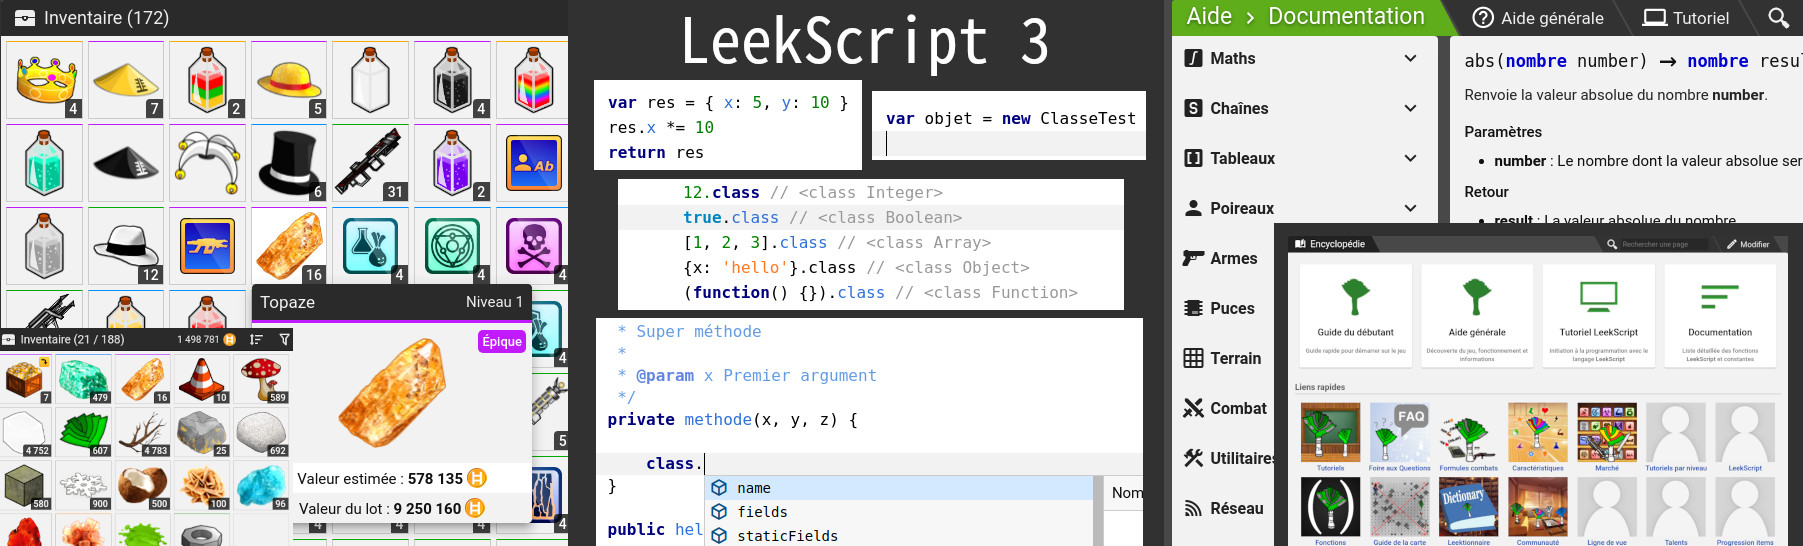 Inventaire (172)
4
7
2
5
4
6
31
2
Ab
12
16
4
4
4
Topaze
Niveau 1
Épique
Valeur estimée : 578 135
Valeur du lot : 9 250 160
4
4
5
4
4
4
4
Inventaire (21 / 188)
1 498 781
7
479
16
10
589
4 752
607
4 783
25
692
580
900
500
100
96
LeekScript 3
var res = { x: 5, y: 10 }
res.x *= 10
return res
var objet = new ClasseTest
12.class // <class Integer>
true.class // <class Boolean>
[1, 2, 3].class // <class Array>
{x: 'hello'}.class // <class Object>
(function() {}).class // <class Function>
* Super méthode
*
* @param x Premier argument
*/
private methode(x, y, z) {
class.
}
name
fields
staticFields
Nom
public hel
Aide > Documentation
Aide générale
Tutoriel
Maths
Chaînes
Tableaux
Poireaux
Armes
Puces
Terrain
Combat
Utilitaires
Réseau
abs(nombre number) → nombre resul
Renvoie la valeur absolue du nombre number.
Paramètres
• number : Le nombre dont la valeur absolue ser
Retour
• result : La valeur absolue du nombre
Encyclopédie
Rechercher une page
Modifier
Guide du débutant
Guide rapide pour démarrer sur le jeu
Aide générale
Découverte du jeu, fonctionnement et
informations
Tutoriel LeekScript
Initiation à la programmation avec le
langage LeekScript
Documentation
Liste détaillée des fonctions
LeekScript et constantes
Liens rapides
FAQ
Tutoriels
Foire aux Questions
Formules combats
Caractéristiques
Marché
Tutoriels par niveau
LeekScript
Dictionary
Fonctions
Guide de la carte
Leektionnaire
Communauté
Ligne de vue
Talents
Progression items